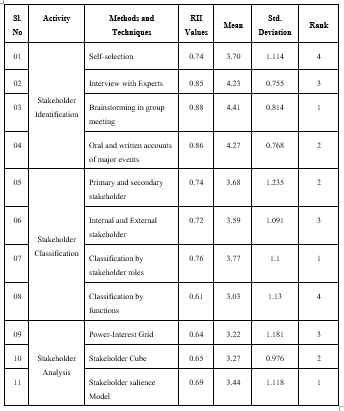 Sl. No | Activity | Methods and Techniques | RII Values | Mean | Std. Deviation | Rank
01 | Stakeholder Identification | Self-selection | 0.74 | 3.70 | 1.114 | 4
02 | Interview with Experts | 0.85 | 4.23 | 0.755 | 3
03 | Brainstorming in group meeting | 0.88 | 4.41 | 0.814 | 1
04 | Oral and written accounts of major events | 0.86 | 4.27 | 0.768 | 2
05 | Stakeholder Classification | Primary and secondary stakeholder | 0.74 | 3.68 | 1.235 | 2
06 | Internal and External stakeholder | 0.72 | 3.59 | 1.091 | 3
07 | Classification by stakeholder roles | 0.76 | 3.77 | 1.1 | 1
08 | Classification by functions | 0.61 | 3.03 | 1.13 | 4
09 | Stakeholder Analysis | Power-Interest Grid | 0.64 | 3.22 | 1.181 | 3
10 | Stakeholder Cube | 0.65 | 3.27 | 0.976 | 2
11 | Stakeholder salience Model | 0.69 | 3.44 | 1.118 | 1